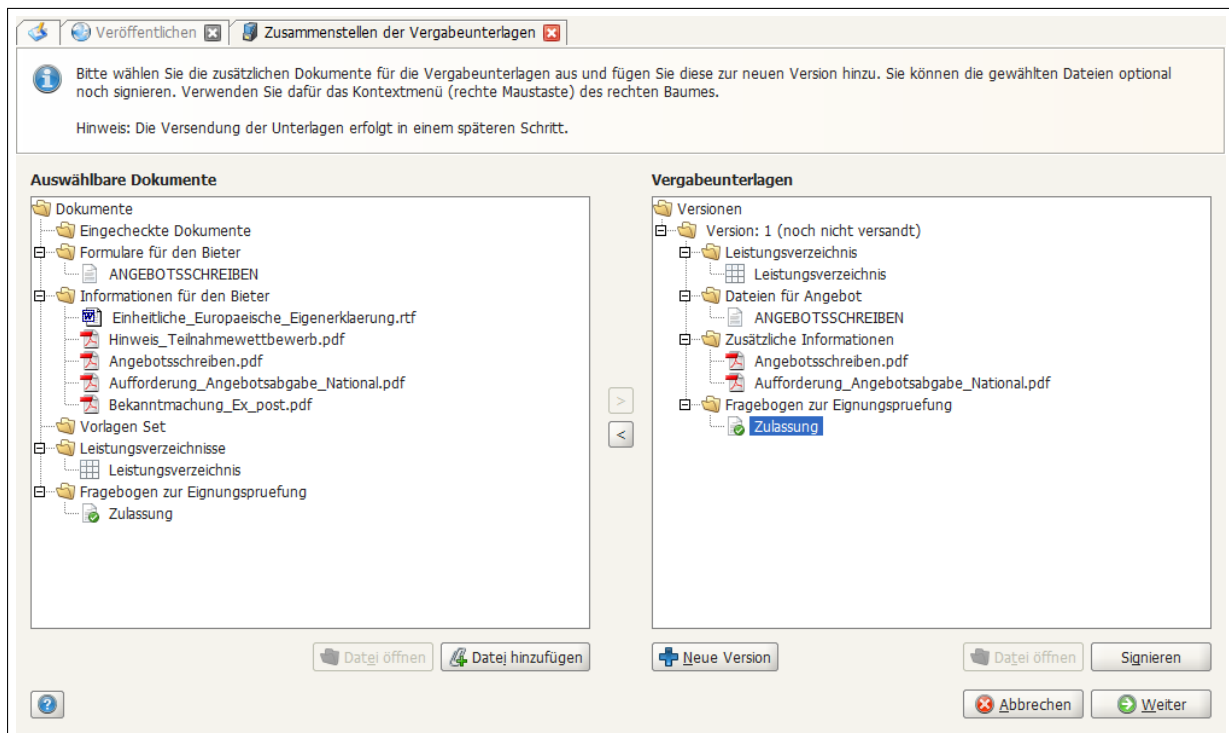 Veröffentlichen
Zusammenstellen der Vergabeunterlagen
Bitte wählen Sie die zusätzlichen Dokumente für die Vergabeunterlagen aus und fügen Sie diese zur neuen Version hinzu. Sie können die gewählten Dateien optional
noch signieren. Verwenden Sie dafür das Kontextmenü (rechte Maustaste) des rechten Baumes.
Hinweis: Die Versendung der Unterlagen erfolgt in einem späteren Schritt.
Auswählbare Dokumente
Dokumente
Eingecheckte Dokumente
Formulare für den Bieter
ANGEBOTSSCHREIBEN
Informationen für den Bieter
Einheitliche_Europaeische_Eigenerklaerung.rtf
Hinweis_Teilnahmewettbewerb.pdf
Angebotsschreiben.pdf
Aufforderung_Angebotsabgabe_National.pdf
Bekanntmachung_Ex_post.pdf
Vorlagen Set
Leistungsverzeichnisse
Leistungsverzeichnis
Fragebogen zur Eignungspruefung
Zulassung
Datei öffnen
Datei hinzufügen
>
<
Vergabeunterlagen
Versionen
Version: 1 (noch nicht versandt)
Leistungsverzeichnis
Leistungsverzeichnis
Dateien für Angebot
ANGEBOTSSCHREIBEN
Zusätzliche Informationen
Angebotsschreiben.pdf
Aufforderung_Angebotsabgabe_National.pdf
Fragebogen zur Eignungspruefung
Zulassung
Neue Version
Datei öffnen
Signieren
Abbrechen
Weiter